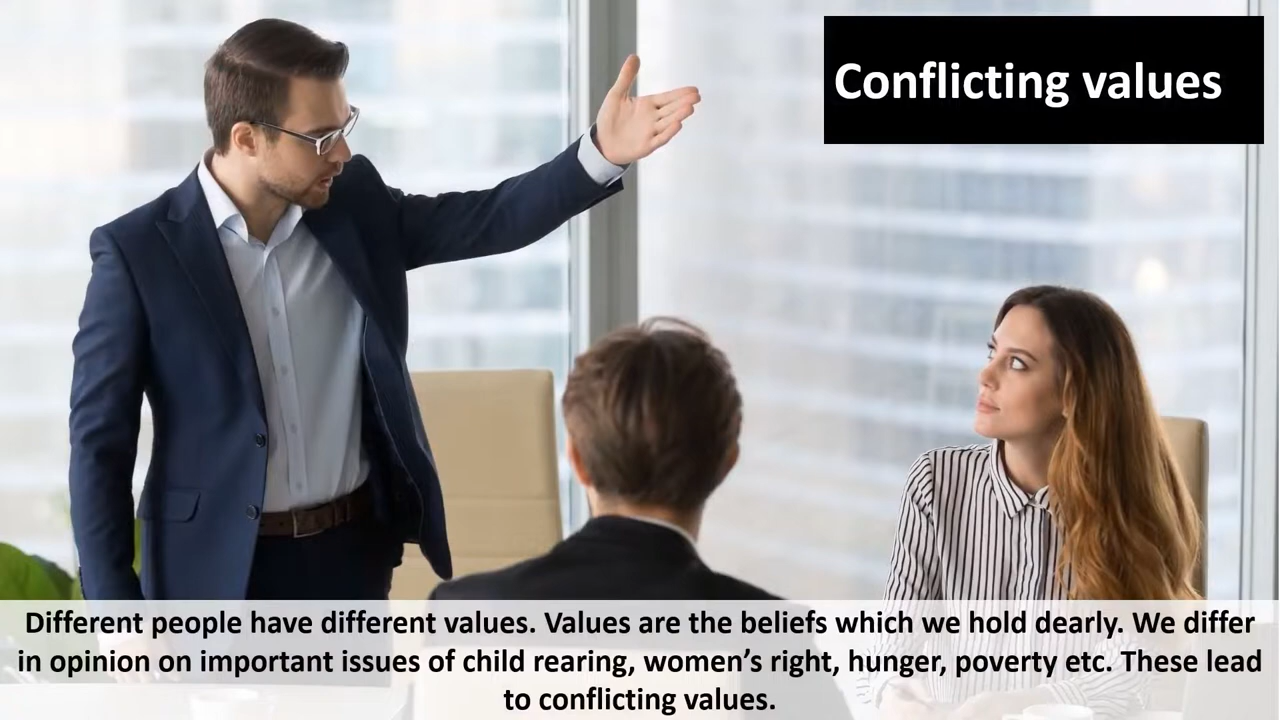 Conflicting values
Different people have different values. Values are the beliefs which we hold dearly. We differ
in opinion on important issues of child rearing, women’s right, hunger, poverty etc. These lead
to conflicting values.